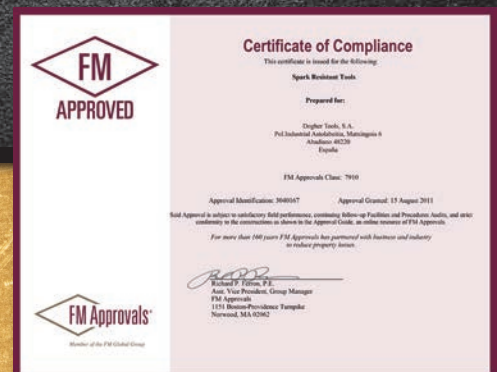 FM
APPROVED
Certificate of Compliance
This certificate is issued for the following
Spark Resistant Tools
Prepared for:
Degher Tools, S.A.
Pol.Industrial
6
Abadiano 48220
España
FM Approvals Class: 7910
Approval Identification: 3040167 Approval Granted: 15 August 2011
Said Approval is subject to satisfactory field performance, continuing follow-up Facilities and Procedures Audits, and strict
conformity to the constructions as shown in the Approval Guide, an online resource of FM Approvals.
For more than 100 years FM Approvals has partnered with business and industry
to reduce property losses.
Richard P. Ferron, P.E.
Asst. Vice President, Group Manager
FM Approvals
1151 Boston-Providence Turnpike
Norwood, MA 02062
FM Approvals
Member of the FM Global Group